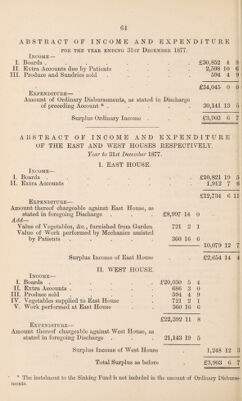 64
ABSTRACT OF INCOME AND EXPENDITURE
FOR THE YEAR ENDING 31ST DECEMBER 1877.
INCOME—
I. Boards £30,852 4 8
II. Extra Accounts due by Patients 2,598 10 6
III. Produce and Sundries sold 594 4 9
£34,045 0 0
EXPENDITURE—
Amount of Ordinary Disbursements, as stated in Discharge
of preceding Account * 30,141 13 5
Surplus Ordinary Income £3,903 6 7
ABSTRACT OF INCOME AND EXPENDITURE
OF THE EAST AND WEST HOUSES RESPECTIVELY.
Year to 31st December 1877.
I. EAST HOUSE.
INCOME—
I. Boards £10,821 19 5
II. Extra Accounts 1,912 7 6
£12,734 6 11
EXPENDITURE—
Amount thereof chargeable against East House, as
stated in foregoing Discharge £8,997 14 0
Add—
Value of Vegetables, &c., furnished from Garden 721 2 1
Value of Work performed by Mechanics assisted
by Patients 360 16 6
10,079 12 7
Surplus Income of East House £2,654 14 4
II. WEST HOUSE.
INCOME—
I. Boards £20,030 5 4
II. Extra Accounts 686 3 0
III. Produce sold 594 4 9
IV. Vegetables supplied to East House 721 2 1
V. Work performed at East House 360 16 6
£22,392 11 8
EXPENDITURE—
Amount thereof chargeable against West House, as
stated in foregoing Discharge 21,143 19 5
Surplus Income of West House 1,248 12 3
Total Surplus as before £3,903 6 7
* The instalment to the Sinking Fund is not included in the amount of Ordinary Disburse-
ments.